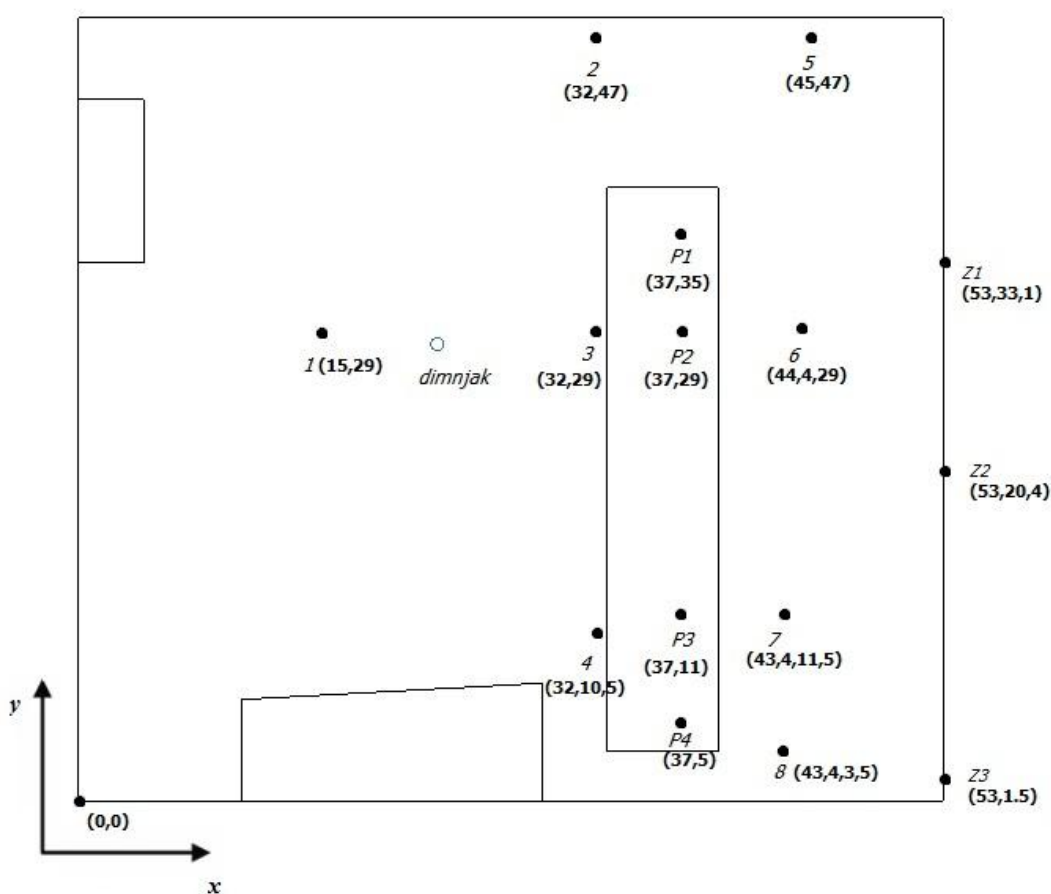 2
(32,47)
5
(45,47)
P1
(37,35)
Z1
(53,33,1)
1 (15,29)
dimnjak
3
(32,29)
P2
(37,29)
6
(44,4,29)
Z2
(53,20,4)
4
(32,10,5)
P3
(37,11)
7
(43,4,11,5)
P4
(37,5)
8 (43,4,3,5)
Z3
(53,1.5)
y
(0,0)
x